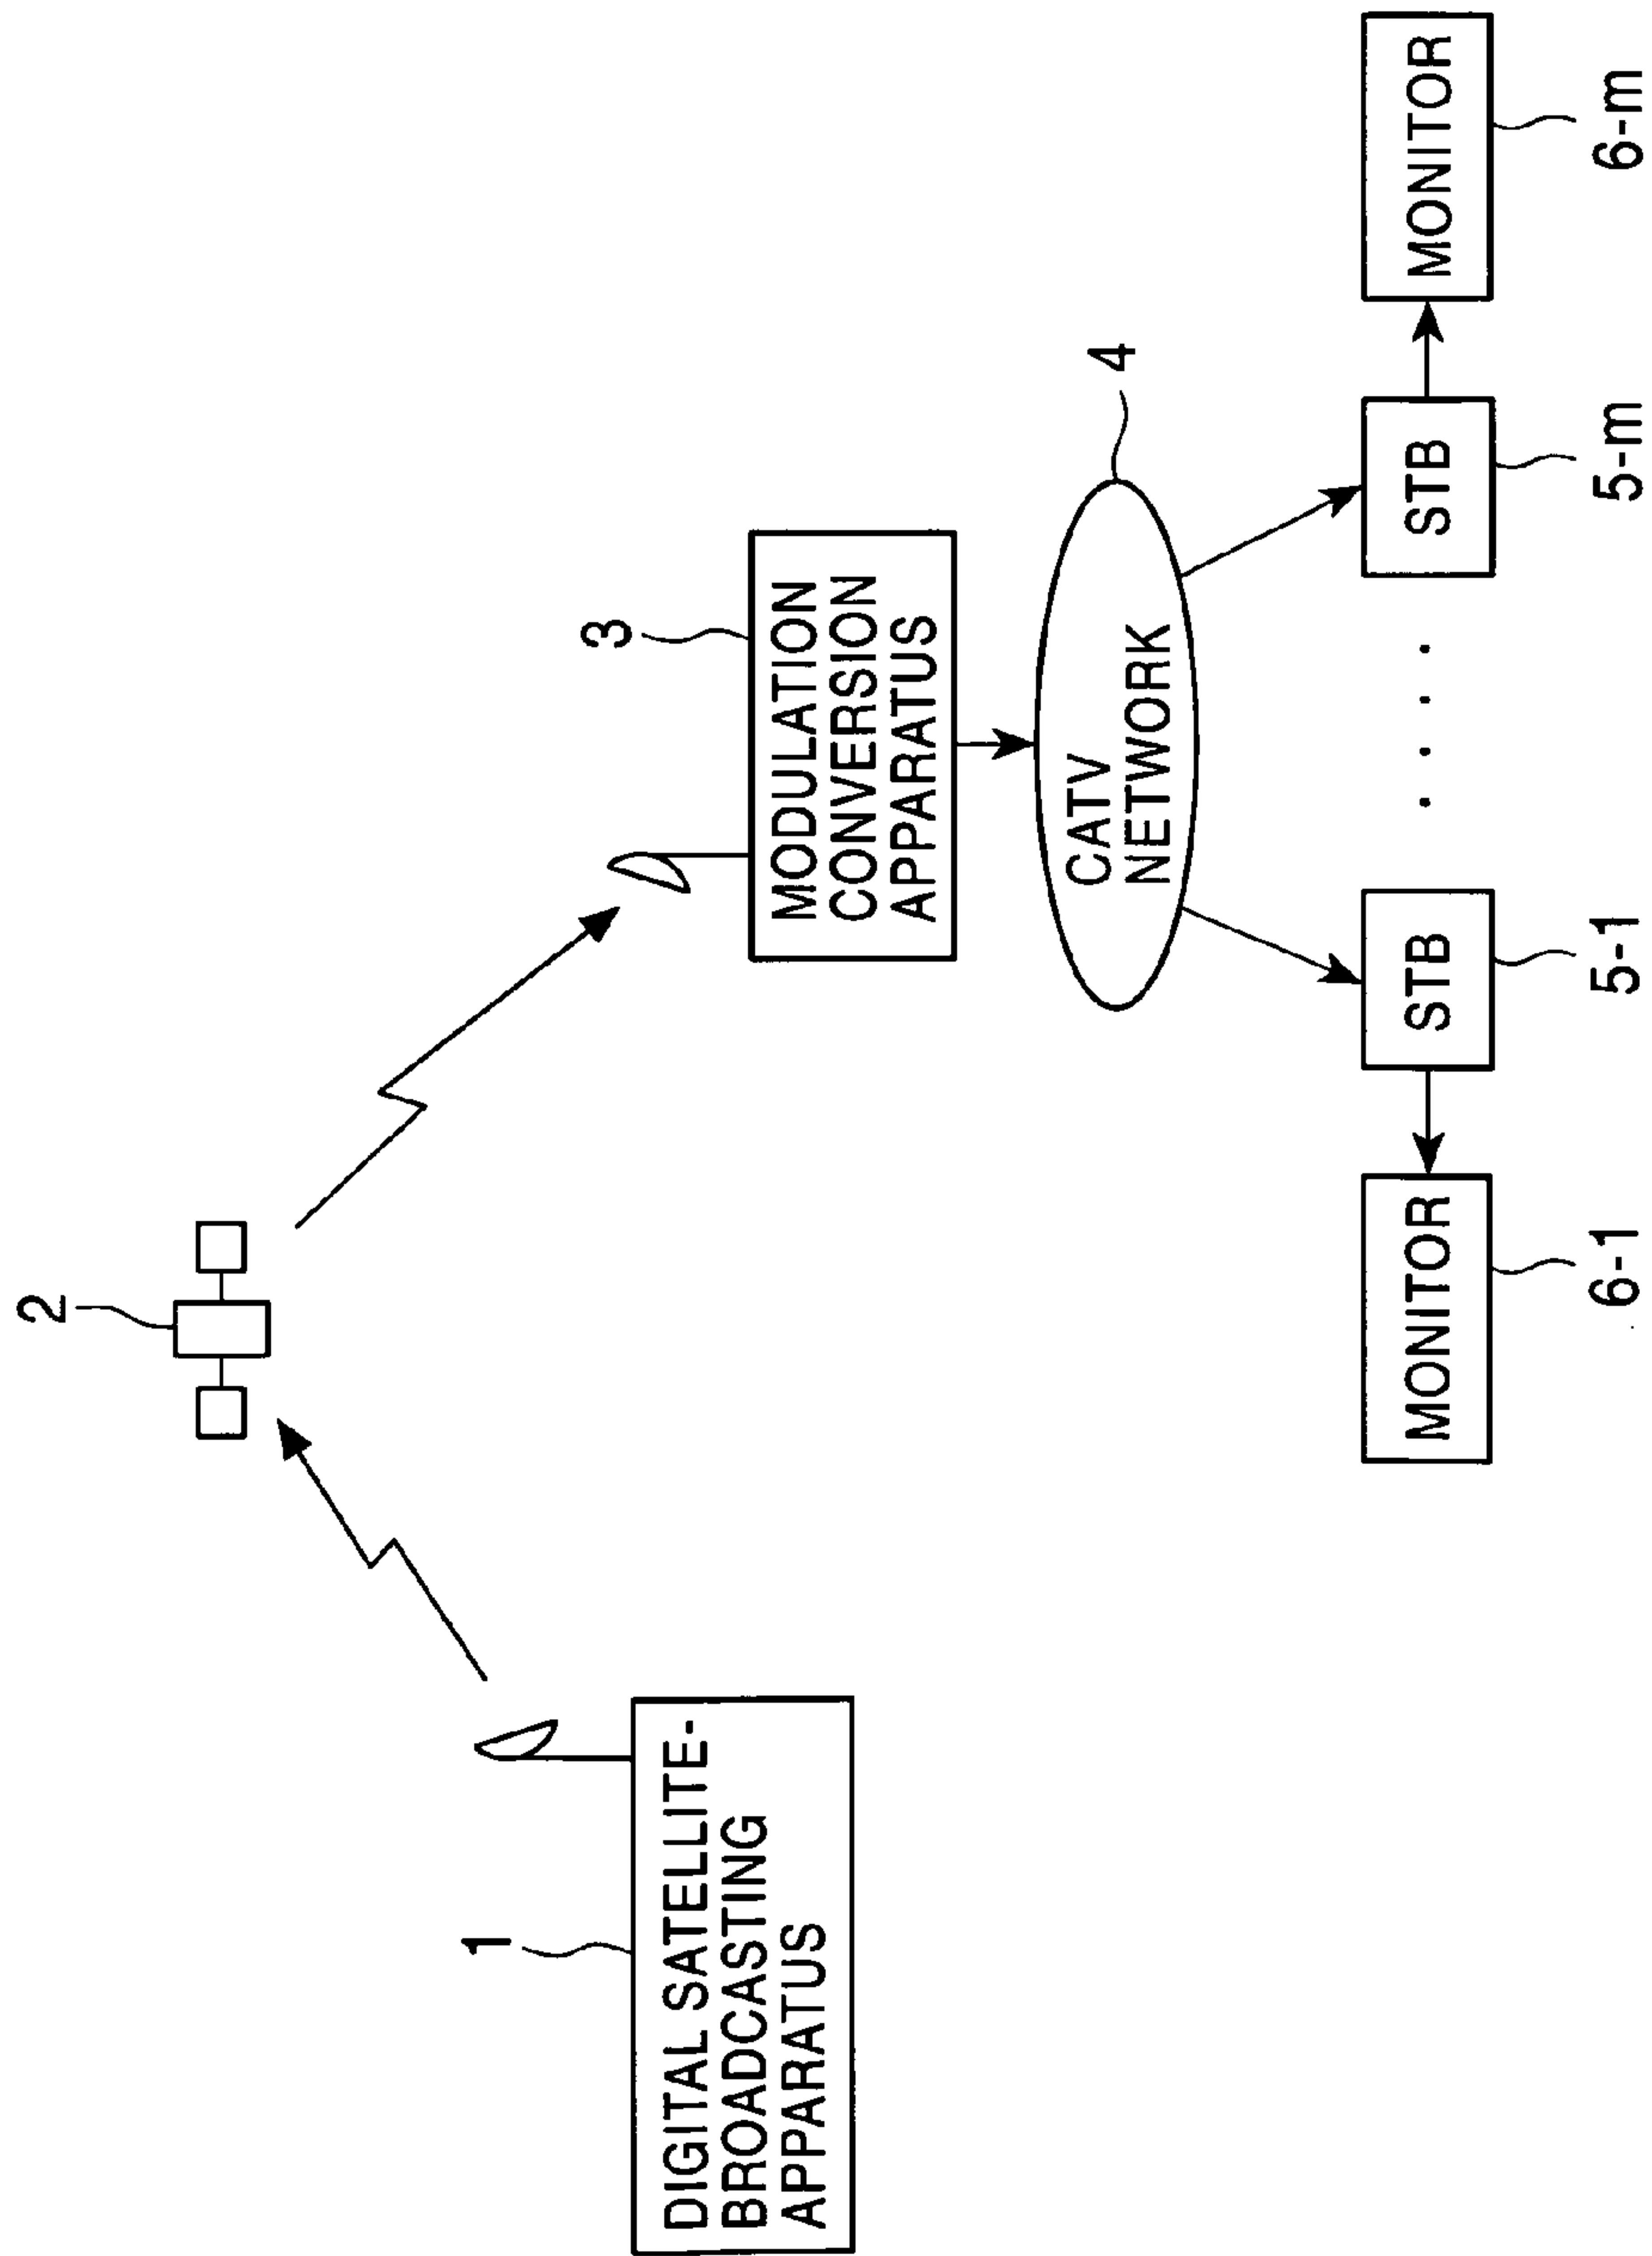 2
1
DIGITAL SATELLITE-
BROADCASTING
APPARATUS
3
MODULATION
CONVERSION
APPARATUS
4
CATV
NETWORK
MONITOR
6-1
STB
5-1
. . . .
STB
5-m
MONITOR
6-m